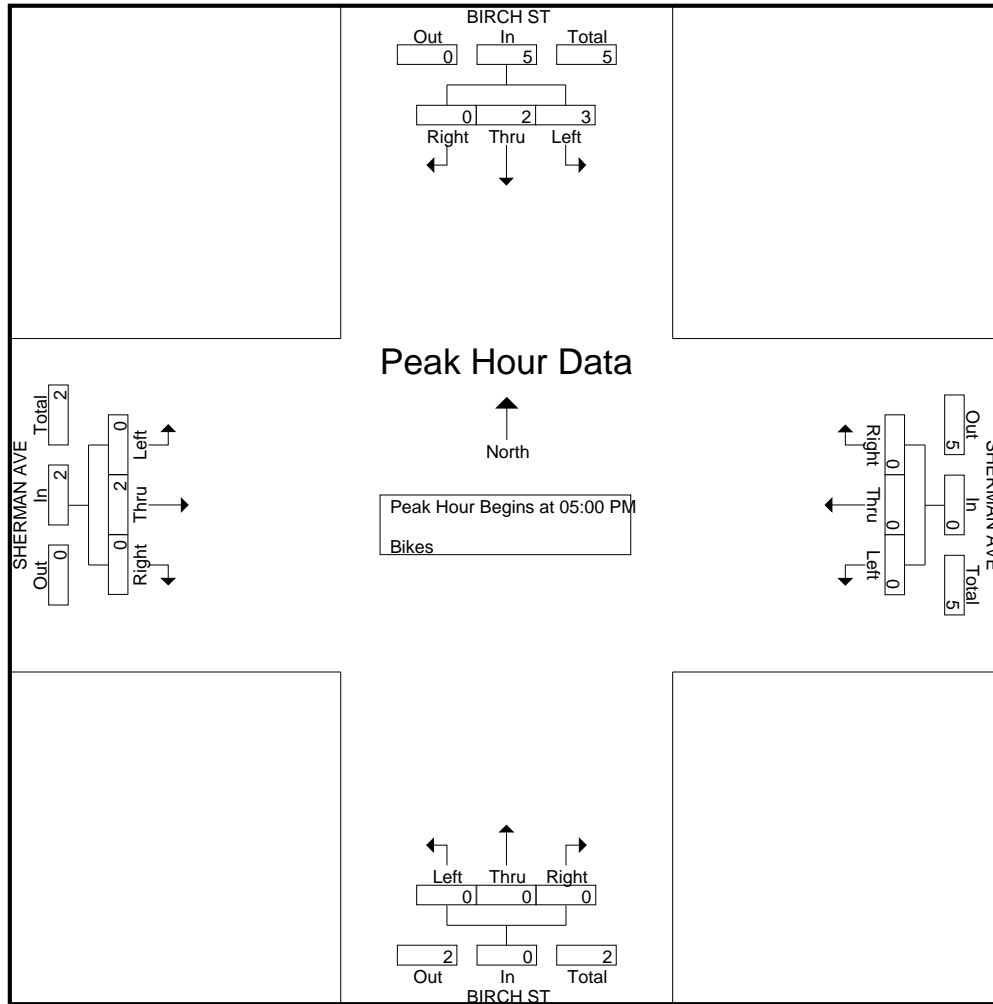 BIRCH ST
Out In Total
0 5 5
0 2 3
Right Thru Left
Peak Hour Data
North
Peak Hour Begins at 05:00 PM
Bikes
SHERMAN AVE
Out In Total
0 2 2
Left Thru Right
0 2 0
SHERMAN AVE
Out In Total
5 0 5
Right Thru Left
0 0 0
Left Thru Right
0 0 0
2 0 2
Out In Total
BIRCH ST